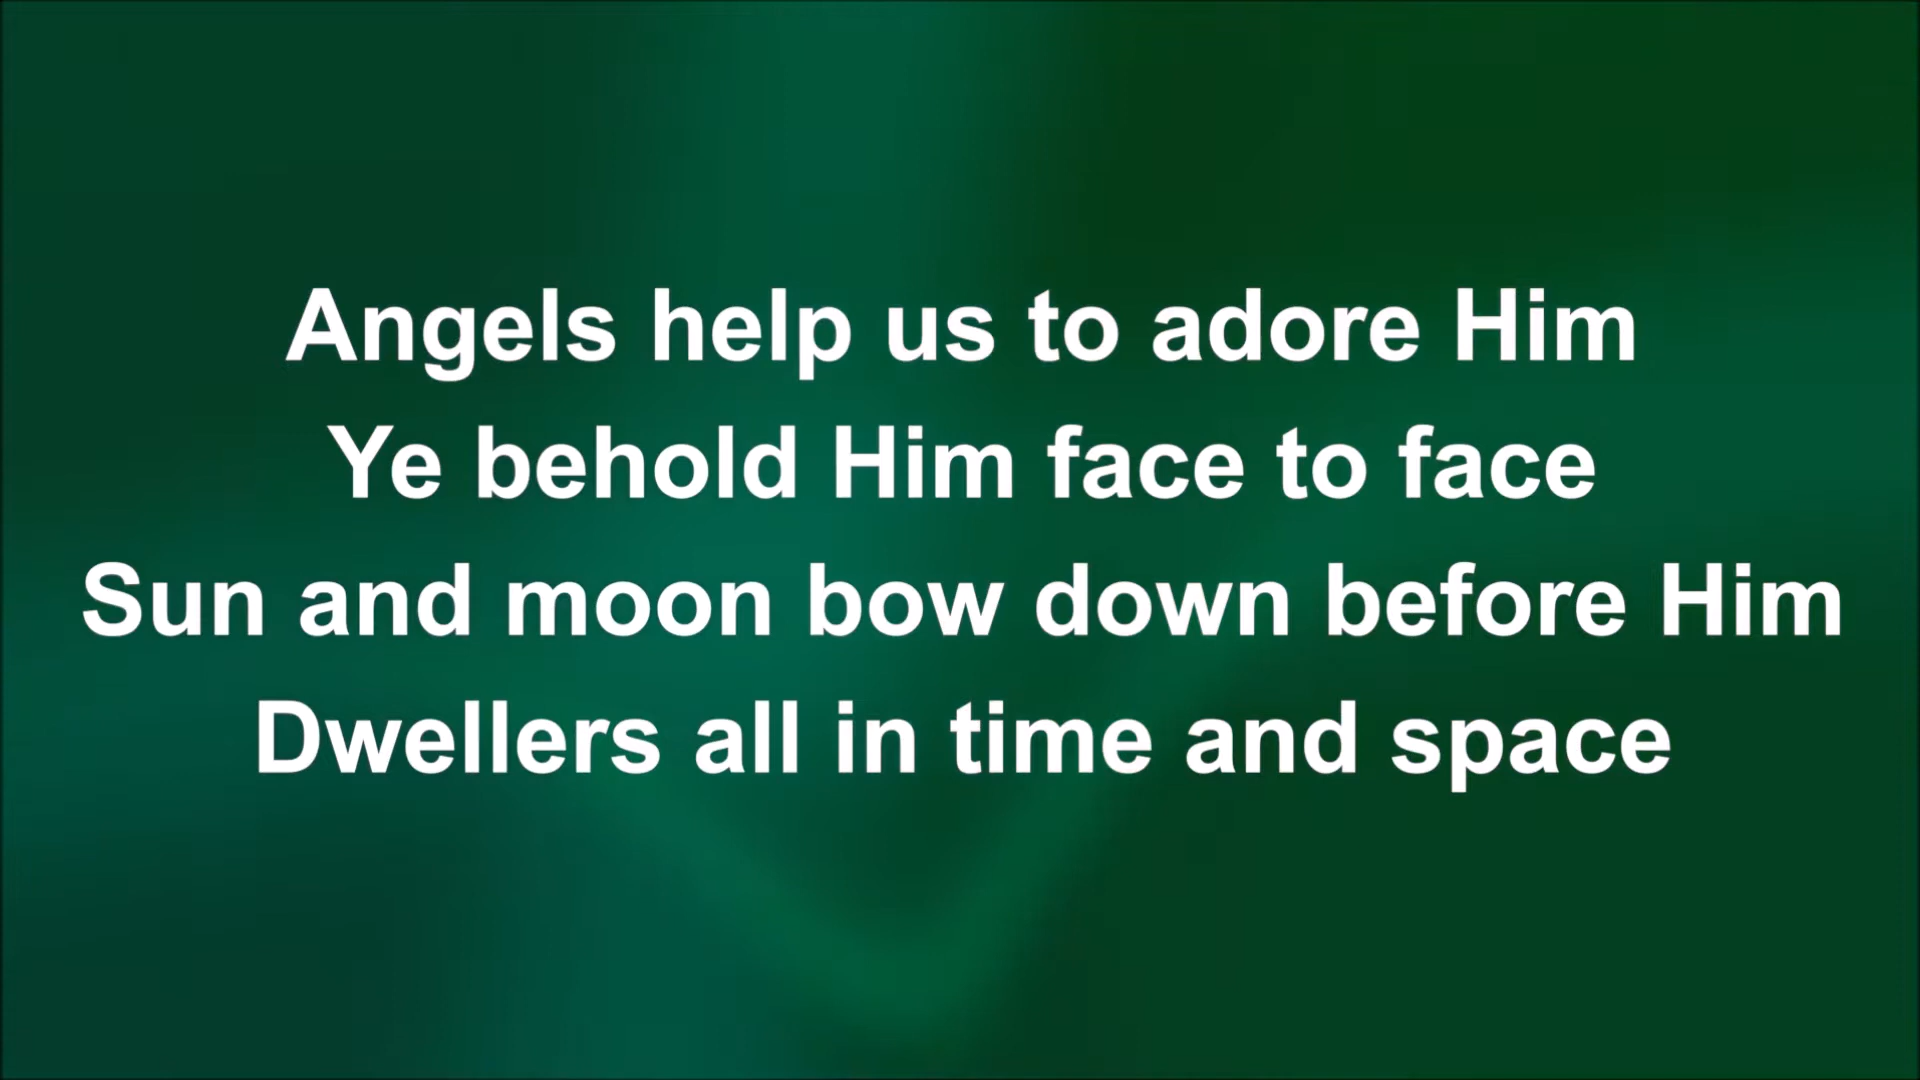 Angels help us to adore Him
Ye behold Him face to face
Sun and moon bow down before Him
Dwellers all in time and space